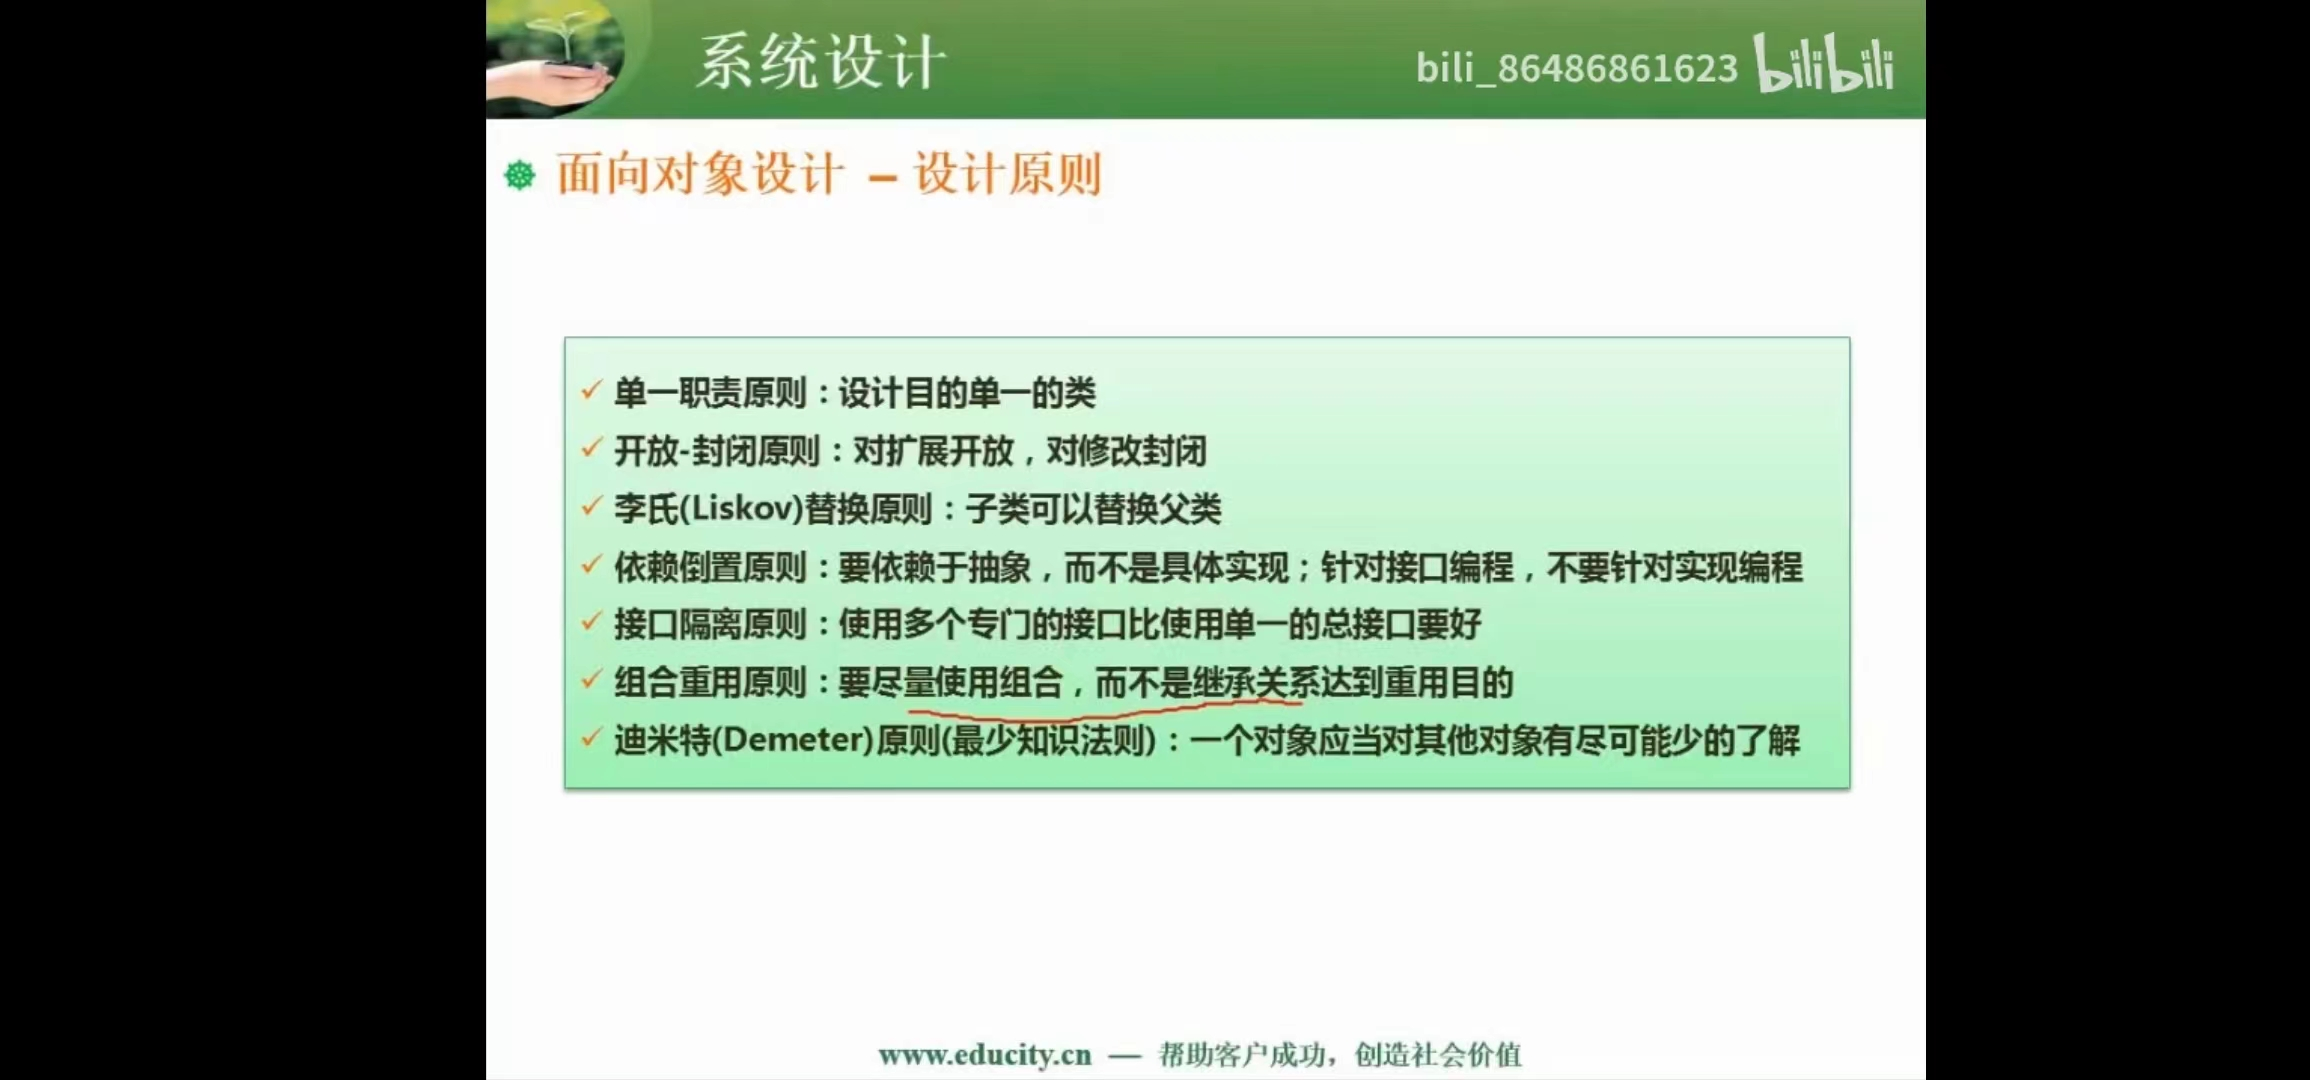 系统设计
bili_86486861623 bilibili
面向对象设计 – 设计原则
✓ 单一职责原则：设计目的单一的类
✓ 开放-封闭原则：对扩展开放，对修改封闭
✓ 李氏(Liskov)替换原则：子类可以替换父类
✓ 依赖倒置原则：要依赖于抽象，而不是具体实现；针对接口编程，不要针对实现编程
✓ 接口隔离原则：使用多个专门的接口比使用单一的总接口要好
✓ 组合重用原则：要尽量使用组合，而不是继承关系达到重用目的
✓ 迪米特(Demeter)原则(最少知识法则)：一个对象应当对其他对象有尽可能少的了解
www.educity.cn — 帮助客户成功，创造社会价值